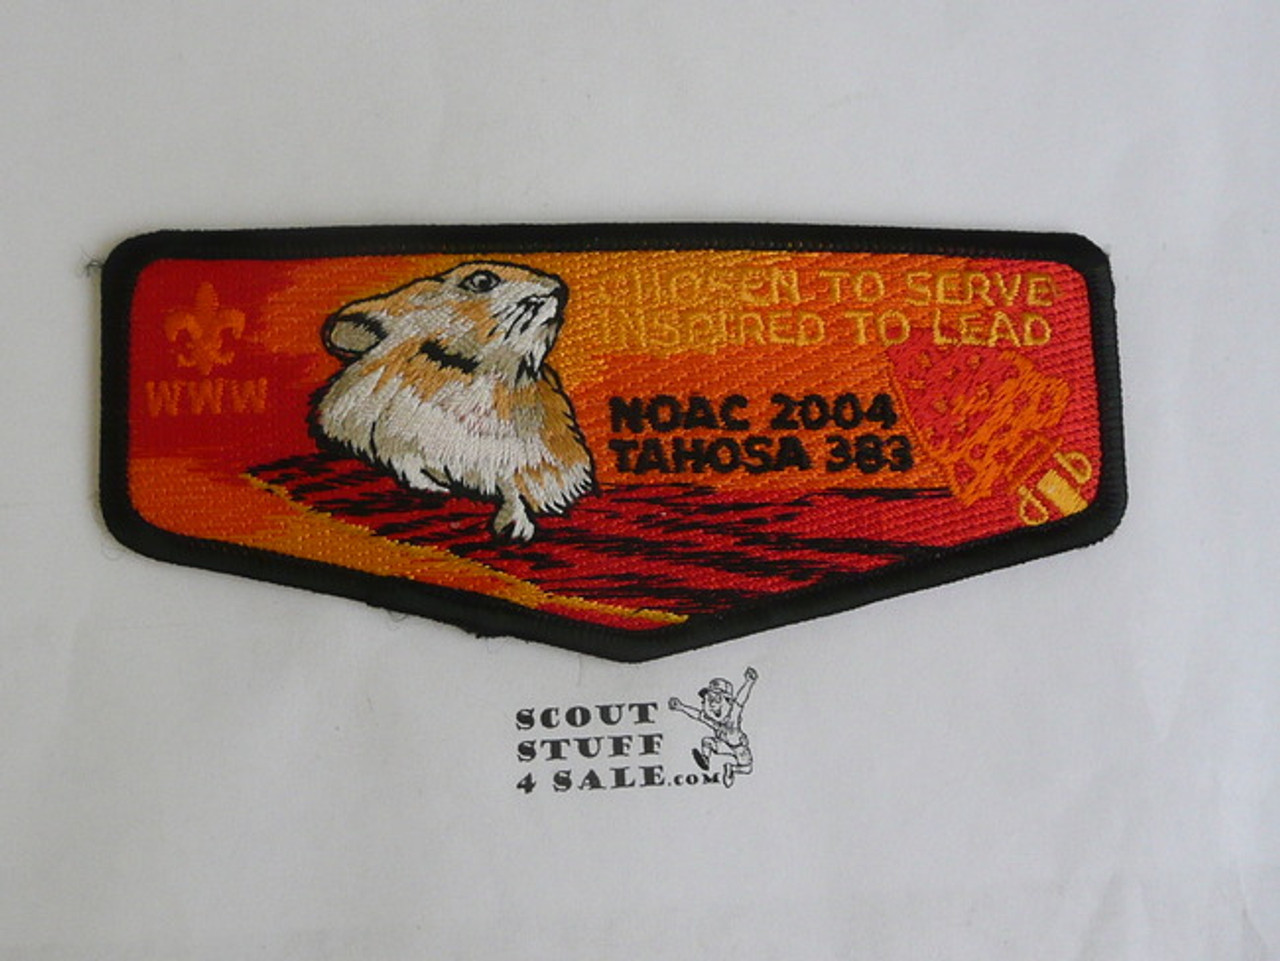 CHOSEN TO SERVE
INSPIRED TO LEAD
WWW
NOAC 2004
TAHOSA 383
SCOUT
STUFF
4 SALE.COM